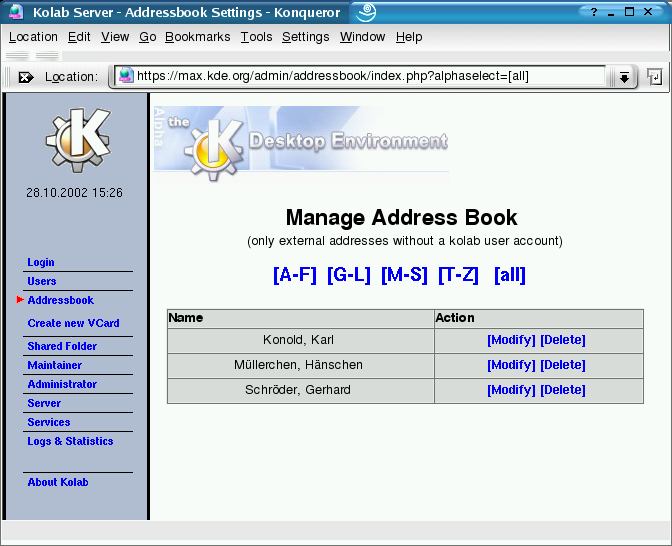 Kolab Server - Addressbook Settings - Konqueror
Location Edit View Go Bookmarks Tools Settings Window Help
Location: https://max.kde.org/admin/addressbook/index.php?alphaselect=[all]
K
28.10.2002 15:26
Login
Users
Addressbook
Create new VCard
Shared Folder
Maintainer
Administrator
Server
Services
Logs & Statistics
About Kolab
Alpha
the
K Desktop Environment
Manage Address Book
(only external addresses without a kolab user account)
[A-F] [G-L] [M-S] [T-Z] [all]
Name Action
Konold, Karl [Modify] [Delete]
Müllerchen, Hänschen [Modify] [Delete]
Schröder, Gerhard [Modify] [Delete]